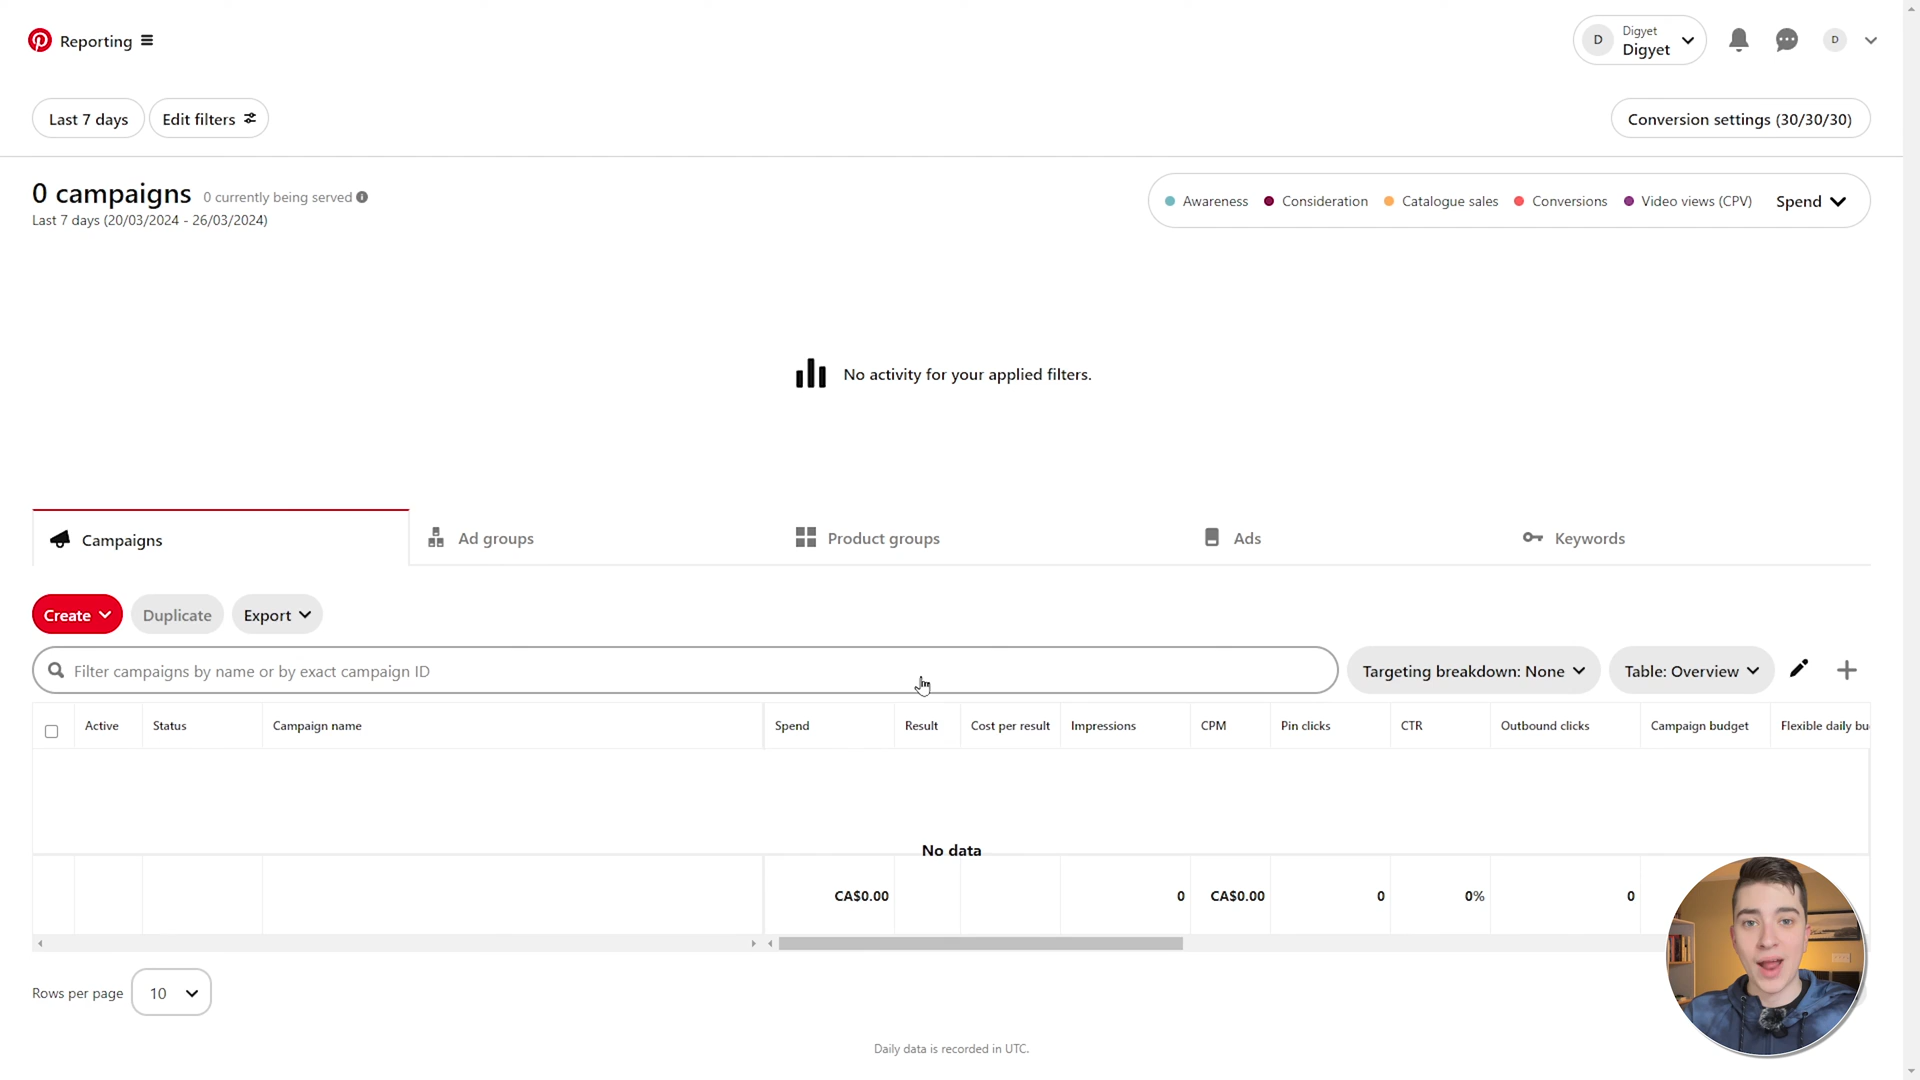 Reporting
D
Digyet
Digyet
D
Last 7 days
Edit filters
Conversion settings (30/30/30)
0 campaigns 0 currently being served
Last 7 days (20/03/2024 - 26/03/2024)
Awareness Consideration Catalogue sales Conversions Video views (CPV) Spend
No activity for your applied filters.
Campaigns
Ad groups
Product groups
Ads
Keywords
Create
Duplicate
Export
Filter campaigns by name or by exact campaign ID
Targeting breakdown: None
Table: Overview
Active Status Campaign name Spend Result Cost per result Impressions CPM Pin clicks CTR Outbound clicks Campaign budget Flexible daily bu
No data
CA$0.00 0 CA$0.00 0 0% 0
Rows per page 10
Daily data is recorded in UTC.